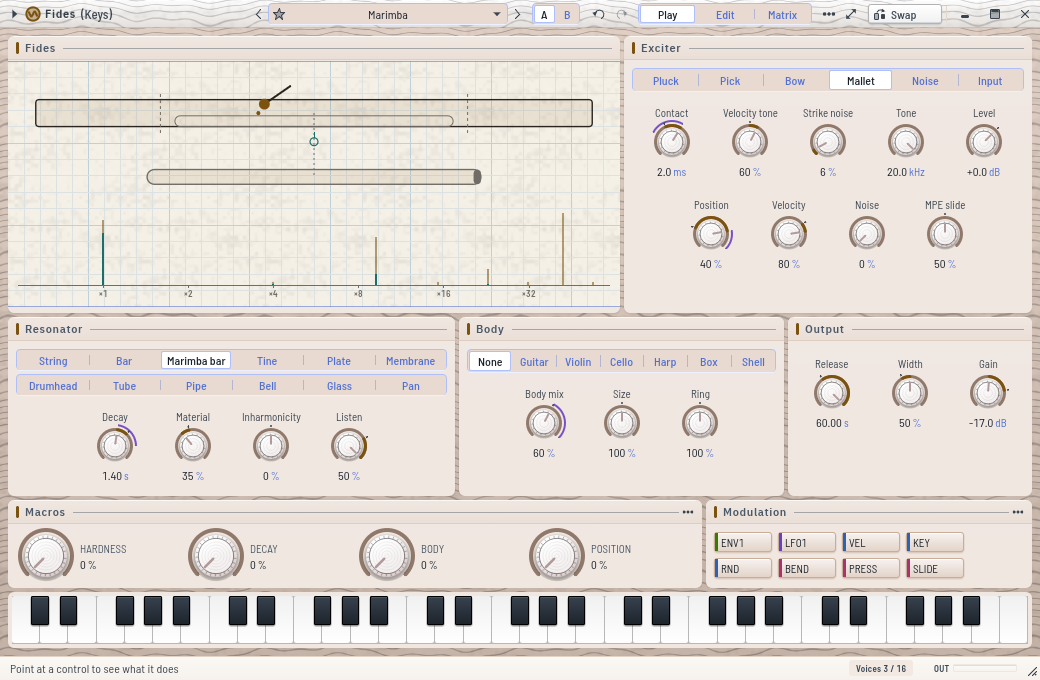 Fides (Keys)
Marimba
A B
Play Edit Matrix
Swap
Fides
×1 ×2 ×4 ×8 ×16 ×32
Exciter
Pluck Pick Bow Mallet Noise Input
Contact Velocity tone Strike noise Tone Level
2.0 ms 60 % 6 % 20.0 kHz +0.0 dB
Position Velocity Noise MPE slide
40 % 80 % 0 % 50 %
Resonator
String Bar Marimba bar Tine Plate Membrane
Drumhead Tube Pipe Bell Glass Pan
Decay Material Inharmonicity Listen
1.40 s 35 % 0 % 50 %
Body
None Guitar Violin Cello Harp Box Shell
Body mix Size Ring
60 % 100 % 100 %
Output
Release Width Gain
60.00 s 50 % -17.0 dB
Macros
HARDNESS
0 %
DECAY
0 %
BODY
0 %
POSITION
0 %
Modulation
ENV1 LFO1 VEL KEY
RND BEND PRESS SLIDE
Point at a control to see what it does
Voices 3 / 16
OUT